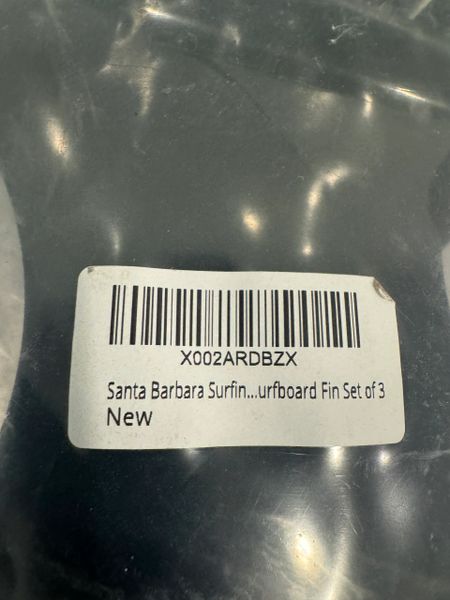 X002ARDBZX
Santa Barbara Surfin...urfboard Fin Set of 3
New